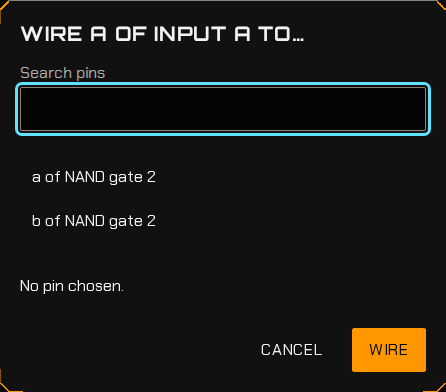 WIRE A OF INPUT A TO…
Search pins
a of NAND gate 2
b of NAND gate 2
No pin chosen.
CANCEL WIRE